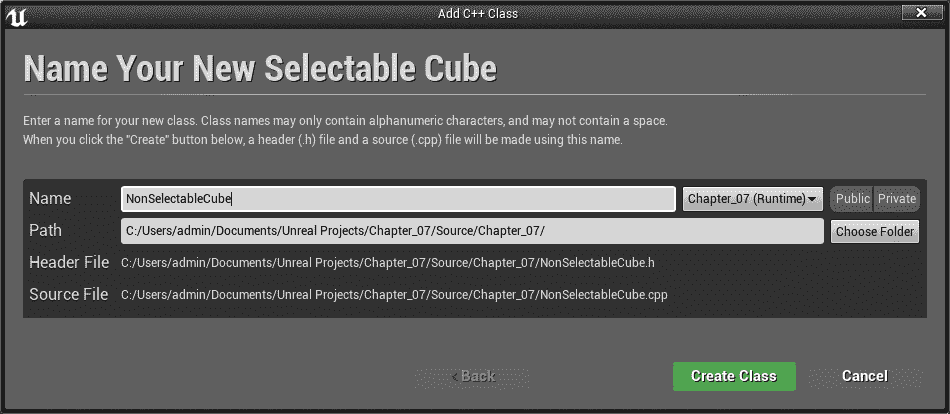 Add C++ Class
Name Your New Selectable Cube
Enter a name for your new class. Class names may only contain alphanumeric characters, and may not contain a space.
When you click the "Create" button below, a header (.h) file and a source (.cpp) file will be made using this name.
Name NonSelectableCube Chapter_07 (Runtime) Public Private
Path C:/Users/admin/Documents/Unreal Projects/Chapter_07/Source/Chapter_07/ Choose Folder
Header File C:/Users/admin/Documents/Unreal Projects/Chapter_07/Source/Chapter_07/NonSelectableCube.h
Source File C:/Users/admin/Documents/Unreal Projects/Chapter_07/Source/Chapter_07/NonSelectableCube.cpp
< Back Create Class Cancel